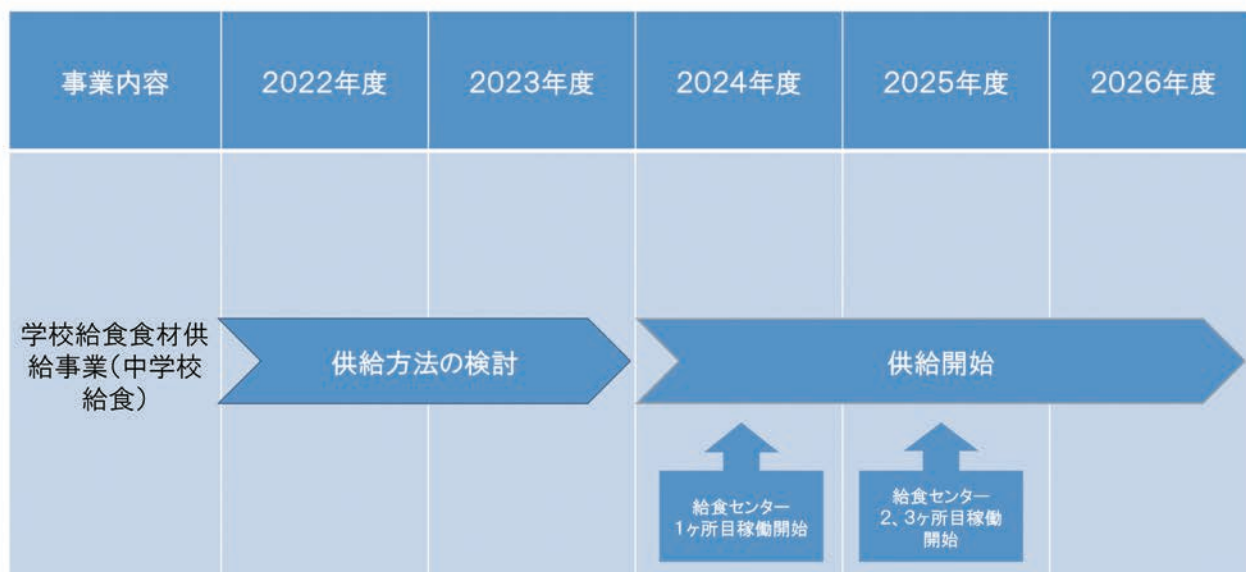 事業内容
2022年度
2023年度
2024年度
2025年度
2026年度
学校給食食材供
給事業(中学校
給食)
供給方法の検討
供給開始
給食センター
1ヶ所目稼働開始
給食センター
2、3ヶ所目稼働
開始